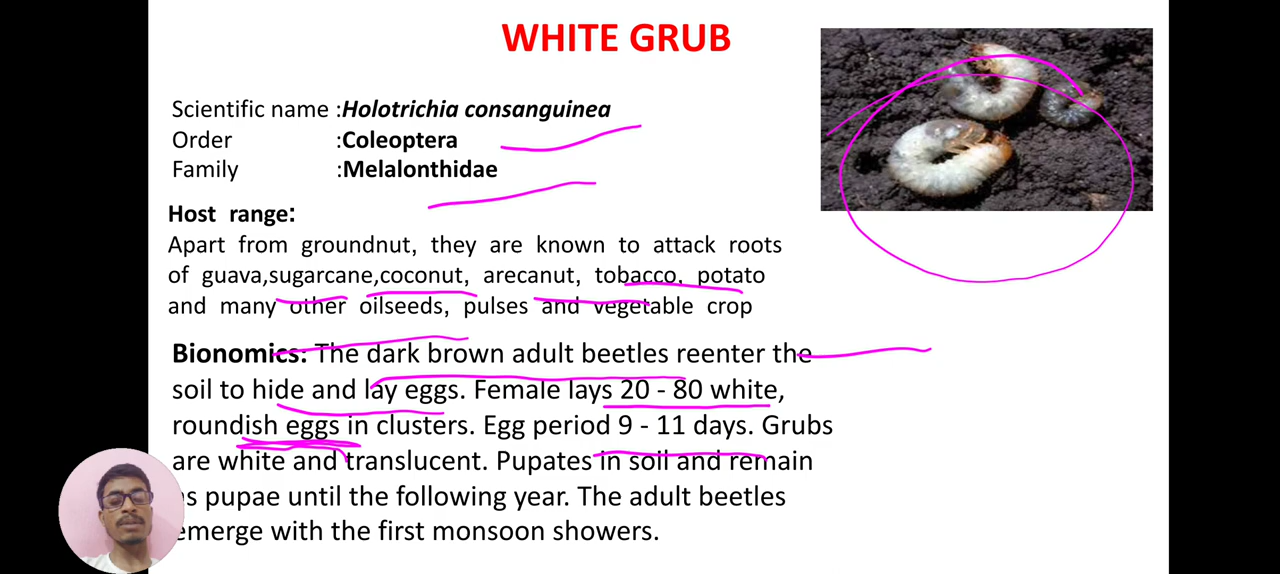 WHITE GRUB
Scientific name :Holotrichia consanguinea
Order :Coleoptera
Family :Melalonthidae
Host range:
Apart from groundnut, they are known to attack roots
of guava,sugarcane,coconut, arecanut, tobacco, potato
and many other oilseeds, pulses and vegetable crop
Bionomics: The dark brown adult beetles reenter the
soil to hide and lay eggs. Female lays 20 - 80 white,
roundish eggs in clusters. Egg period 9 - 11 days. Grubs
are white and translucent. Pupates in soil and remain
pupae until the following year. The adult beetles
emerge with the first monsoon showers.